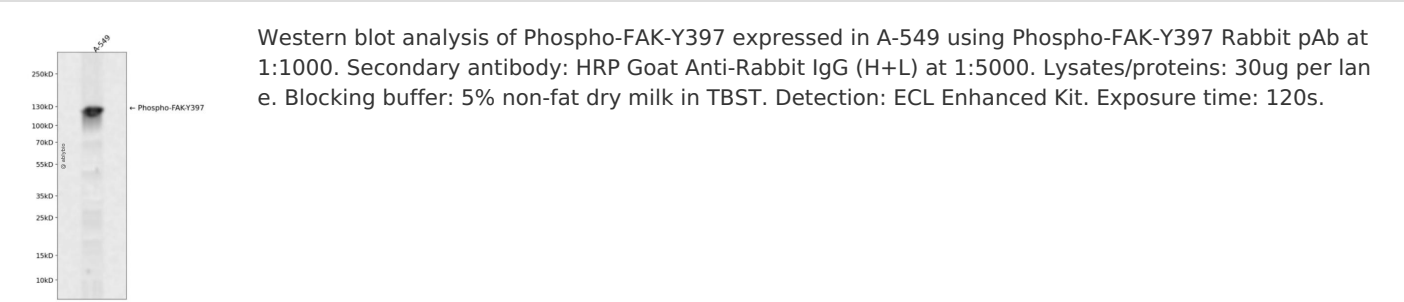 A-549
250kD
130kD
← Phospho-FAK-Y397
100kD
70kD
55kD
35kD
25kD
15kD
10kD
Western blot analysis of Phospho-FAK-Y397 expressed in A-549 using Phospho-FAK-Y397 Rabbit pAb at
1:1000. Secondary antibody: HRP Goat Anti-Rabbit IgG (H+L) at 1:5000. Lysates/proteins: 30ug per lan
e. Blocking buffer: 5% non-fat dry milk in TBST. Detection: ECL Enhanced Kit. Exposure time: 120s.